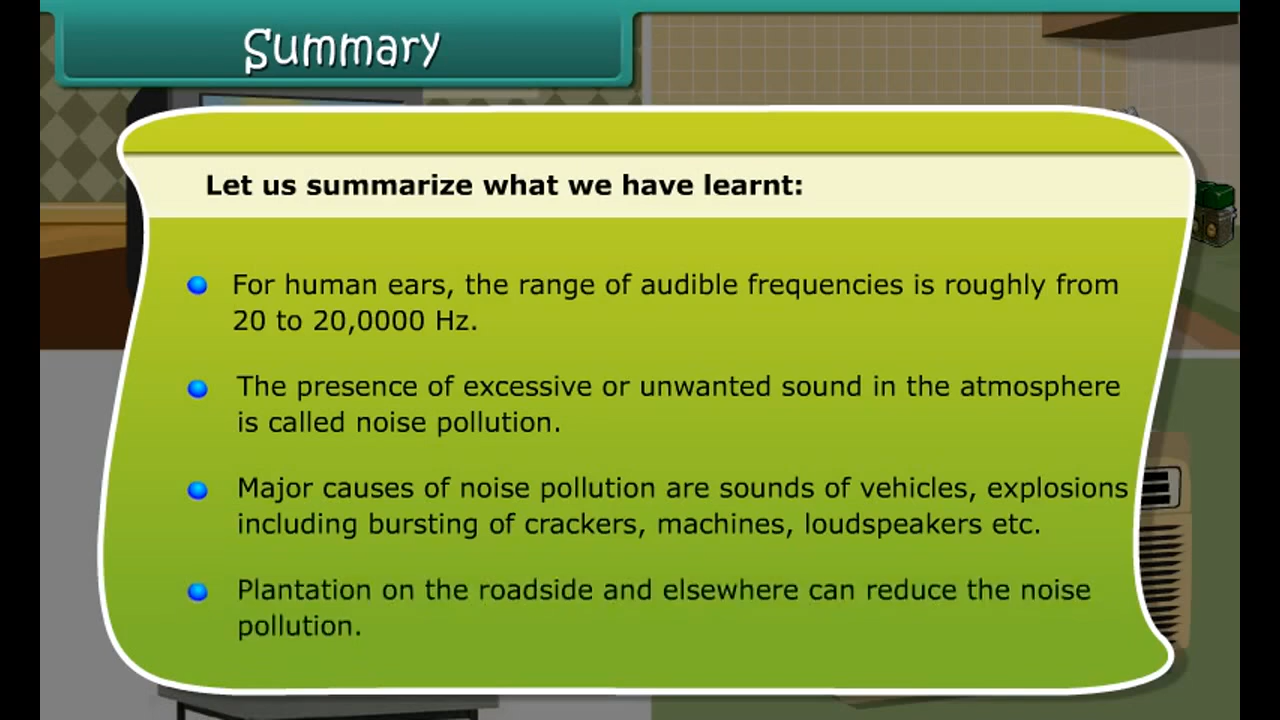 Summary
Let us summarize what we have learnt:
For human ears, the range of audible frequencies is roughly from
20 to 20,0000 Hz.
The presence of excessive or unwanted sound in the atmosphere
is called noise pollution.
Major causes of noise pollution are sounds of vehicles, explosions
including bursting of crackers, machines, loudspeakers etc.
Plantation on the roadside and elsewhere can reduce the noise
pollution.